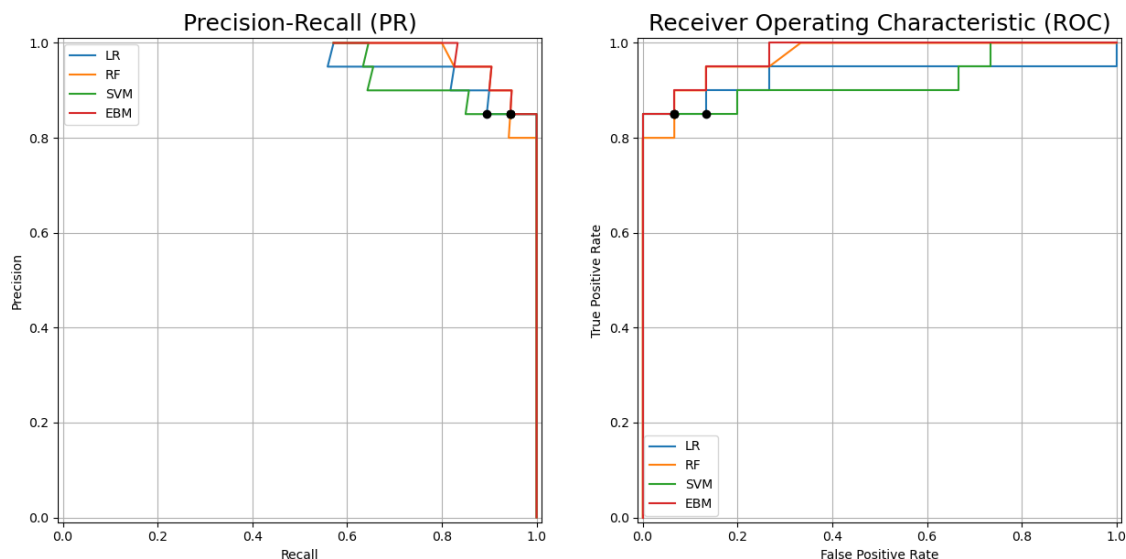 Precision-Recall (PR)
1.0
0.8
0.6
0.4
0.2
0.0
Precision
LR
RF
SVM
EBM
0.0 0.2 0.4 0.6 0.8 1.0
Recall
Receiver Operating Characteristic (ROC)
1.0
0.8
0.6
0.4
0.2
0.0
True Positive Rate
LR
RF
SVM
EBM
0.0 0.2 0.4 0.6 0.8 1.0
False Positive Rate